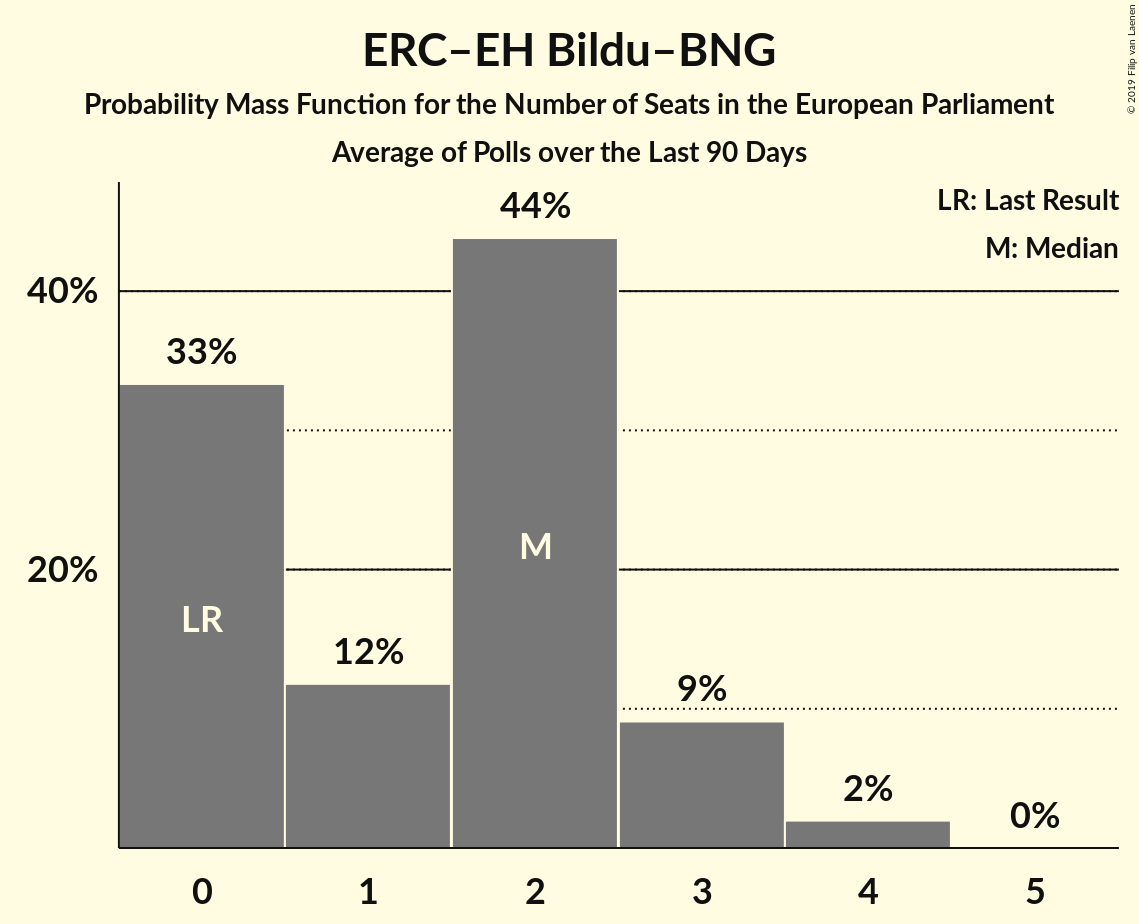 ERC–EH Bildu–BNG
Probability Mass Function for the Number of Seats in the European Parliament
Average of Polls over the Last 90 Days
© 2019 Filip van Laenen
LR: Last Result
M: Median
44%
40%
33%
M
20%
LR
12%
9%
2%
0%
0 1 2 3 4 5